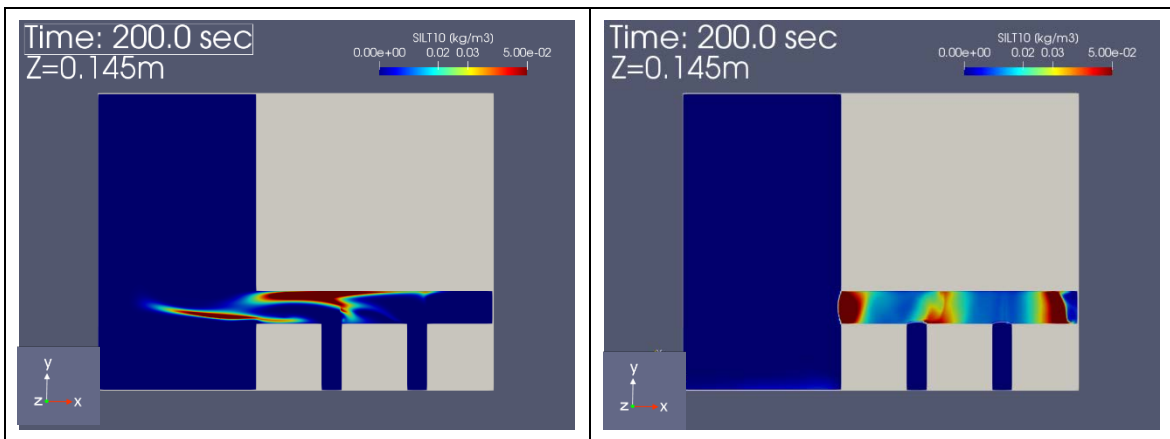 Time: 200.0 sec
Z=0.145m
SILT10 (kg/m3)
0.00e+00 0.02 0.03 5.00e-02
y
z x
Time: 200.0 sec
Z=0.145m
SILT10 (kg/m3)
0.00e+00 0.02 0.03 5.00e-02
y
z x